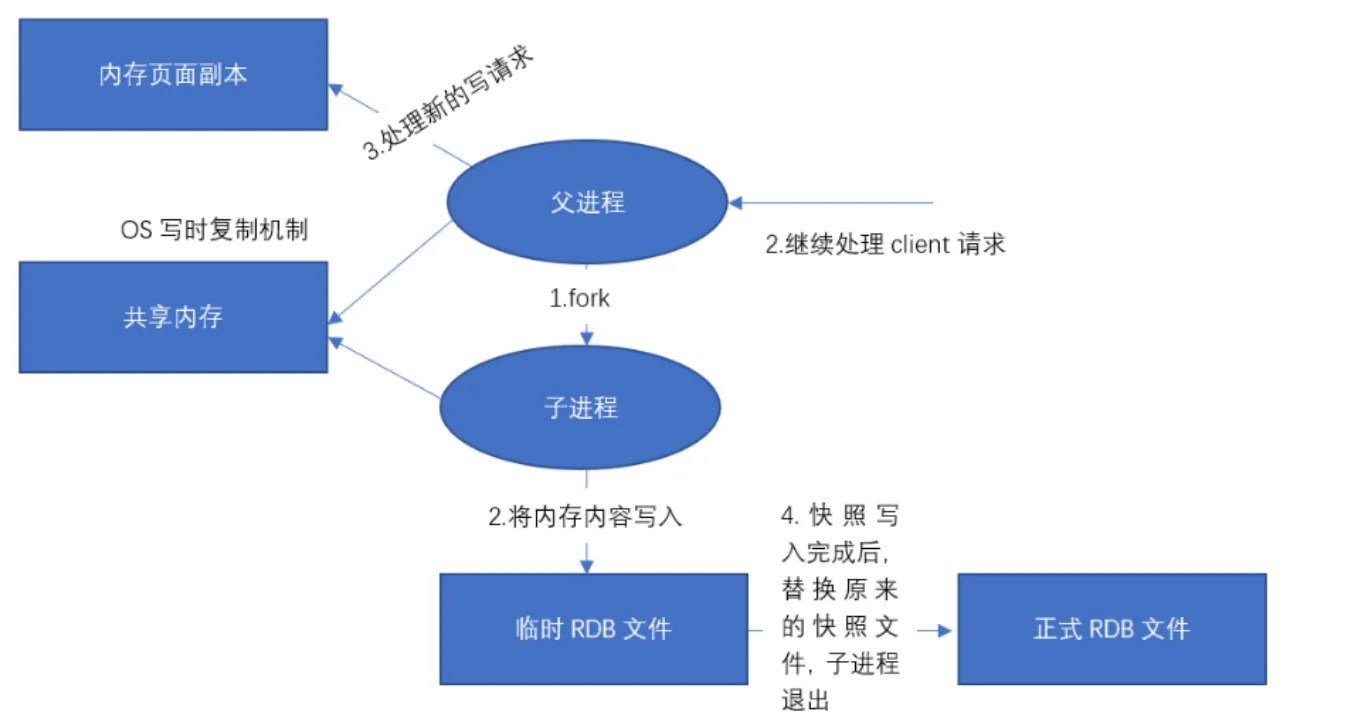 内存页面副本
3.处理新的写请求
父进程
OS 写时复制机制
2.继续处理 client 请求
共享内存
1.fork
子进程
2.将内存内容写入
4. 快照写
入完成后，
替换原来
的快照文
件，子进程
退出
临时 RDB 文件
正式 RDB 文件